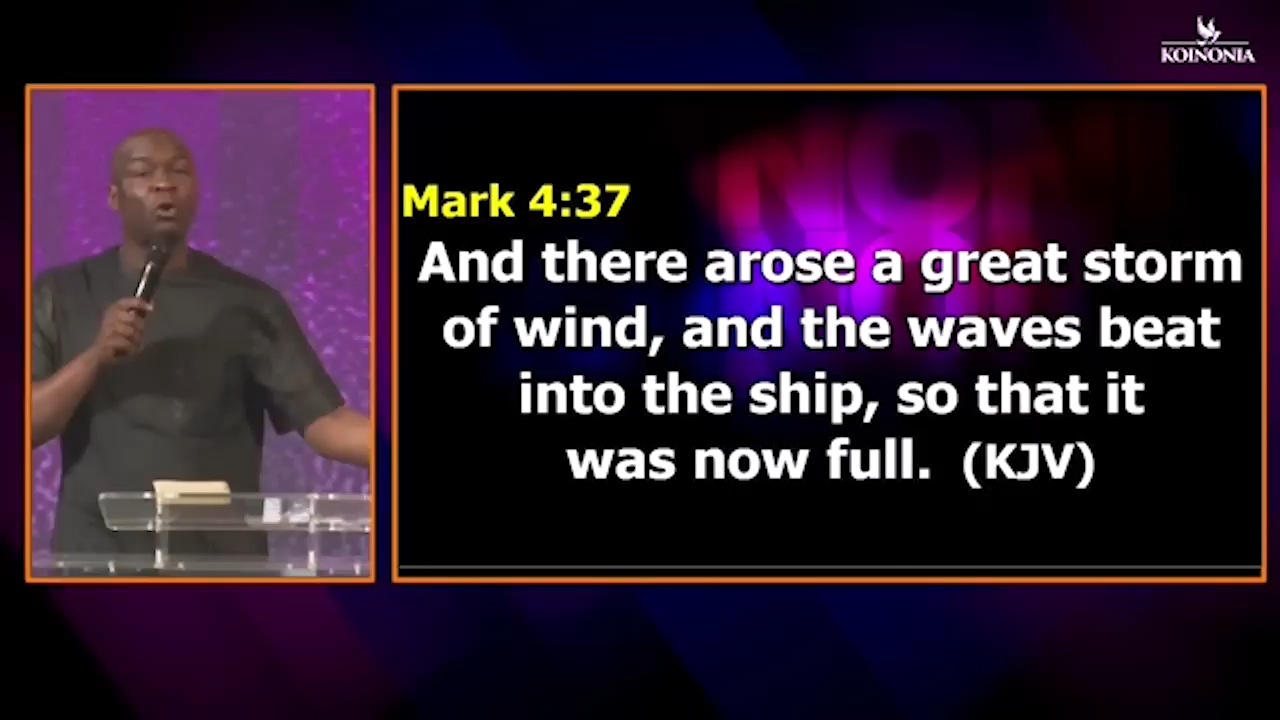 KOINONIA
Mark 4:37
And there arose a great storm
of wind, and the waves beat
into the ship, so that it
was now full. (KJV)